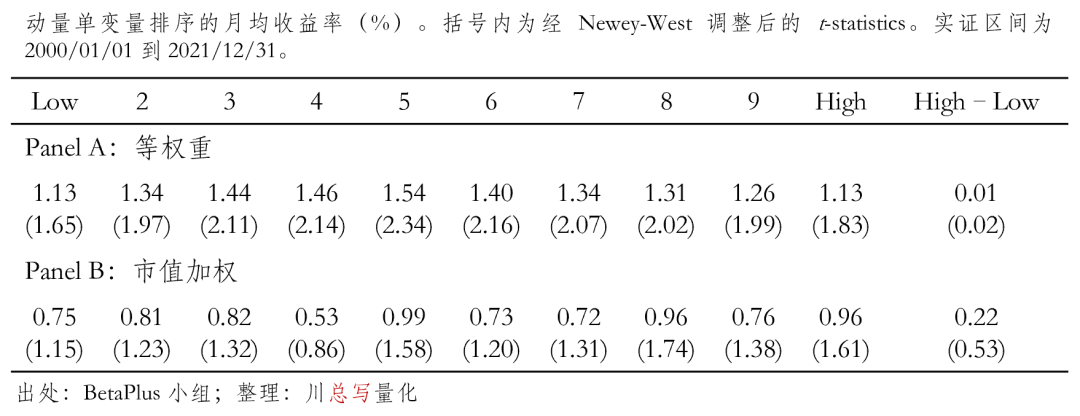 动量单变量排序的月均收益率（%）。括号内为经 Newey-West 调整后的 t-statistics。实证区间为
2000/01/01 到 2021/12/31。
Low 2 3 4 5 6 7 8 9 High High – Low
Panel A：等权重
1.13 1.34 1.44 1.46 1.54 1.40 1.34 1.31 1.26 1.13 0.01
(1.65) (1.97) (2.11) (2.14) (2.34) (2.16) (2.07) (2.02) (1.99) (1.83) (0.02)
Panel B：市值加权
0.75 0.81 0.82 0.53 0.99 0.73 0.72 0.96 0.76 0.96 0.22
(1.15) (1.23) (1.32) (0.86) (1.58) (1.20) (1.31) (1.74) (1.38) (1.61) (0.53)
出处：BetaPlus 小组；整理：川总写量化